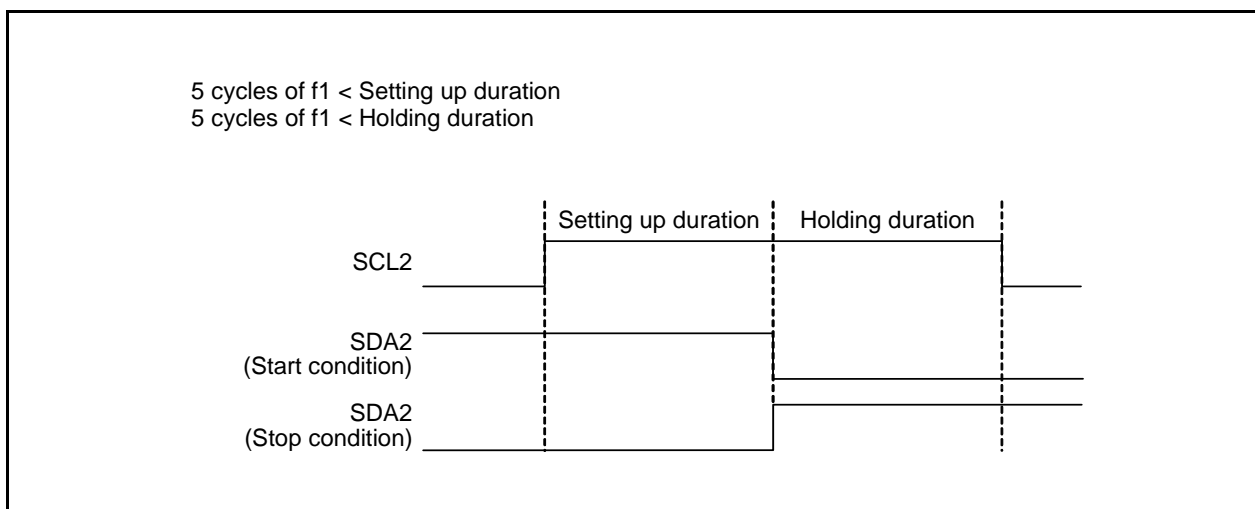 5 cycles of f1 < Setting up duration
5 cycles of f1 < Holding duration
Setting up duration
Holding duration
SCL2
SDA2
(Start condition)
SDA2
(Stop condition)